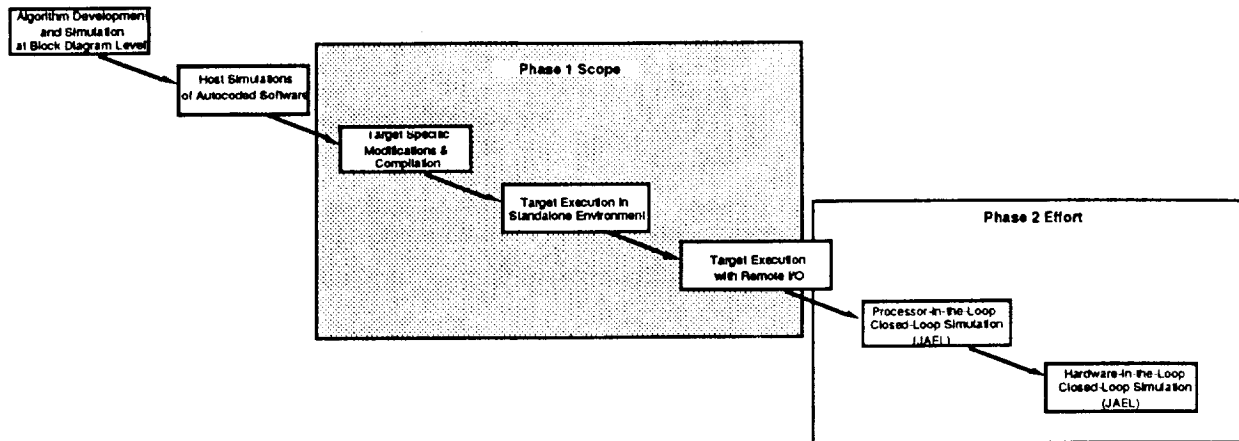 Algorithm Development
and Simulation
at Block Diagram Level
Host Simulations
of Autocoded Software
Phase 1 Scope
Target Specific
Modifications &
Compilation
Target Execution in
Standalone Environment
Phase 2 Effort
Target Execution
with Remote I/O
Processor-in-the-Loop
Closed-Loop Simulation
(JAEL)
Hardware-in-the-Loop
Closed-Loop Simulation
(JAEL)